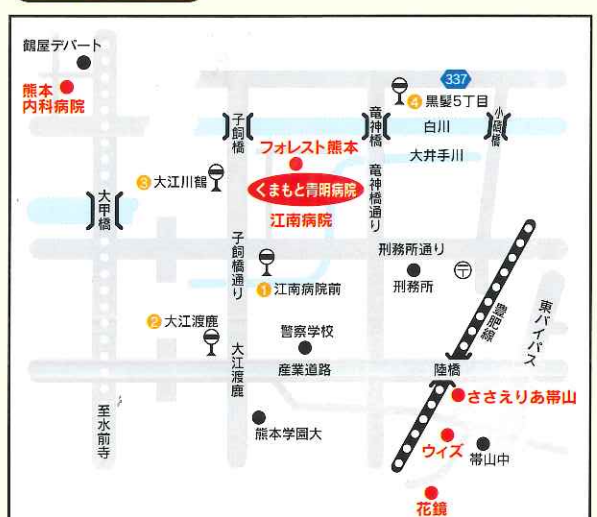 鶴屋デパート
熊本
内科病院
337
④ 黒髪5丁目
子飼橋
竜神橋
白川
小磧橋
フォレスト熊本
大井手川
③ 大江川鶴
くまもと青明病院
竜神橋通り
大甲橋
江南病院
子飼橋通り
刑務所通り
〒
① 江南病院前
刑務所
豊肥線
東バイパス
② 大江渡鹿
警察学校
大江渡鹿
産業道路
陸橋
ささえりあ帯山
至水前寺
熊本学園大
ウィズ
帯山中
花鏡